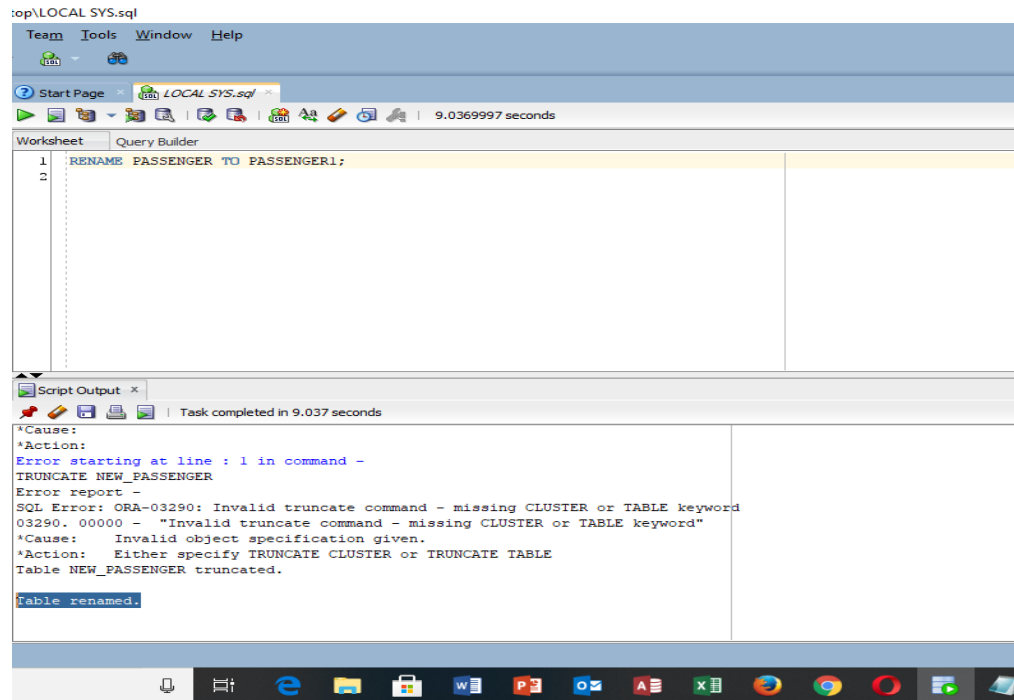 top\LOCAL SYS.sql
Team Tools Window Help
SQL
Start Page LOCAL SYS.sql
9.0369997 seconds
Worksheet Query Builder
1 RENAME PASSENGER TO PASSENGER1;
2
Script Output
Task completed in 9.037 seconds
*Cause:
*Action:
Error starting at line : 1 in command -
TRUNCATE NEW_PASSENGER
Error report -
SQL Error: ORA-03290: Invalid truncate command - missing CLUSTER or TABLE keyword
03290. 00000 - "Invalid truncate command - missing CLUSTER or TABLE keyword"
*Cause: Invalid object specification given.
*Action: Either specify TRUNCATE CLUSTER or TRUNCATE TABLE
Table NEW_PASSENGER truncated.
Table renamed.